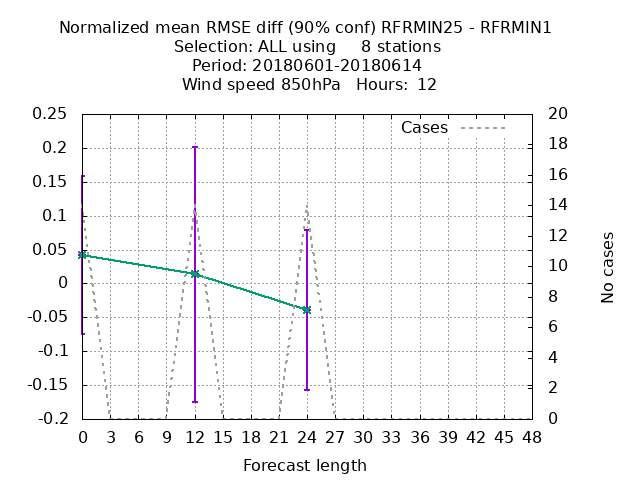 Normalized mean RMSE diff (90% conf) RFRMIN25 - RFRMIN1
Selection: ALL using     8 stations
Period: 20180601-20180614
Wind speed 850hPa   Hours:  12
Cases
0.25
0.2
0.15
0.1
0.05
0
-0.05
-0.1
-0.15
-0.2
20
18
16
14
12
10
8
6
4
2
0
No cases
0 3 6 9 12 15 18 21 24 27 30 33 36 39 42 45 48
Forecast length